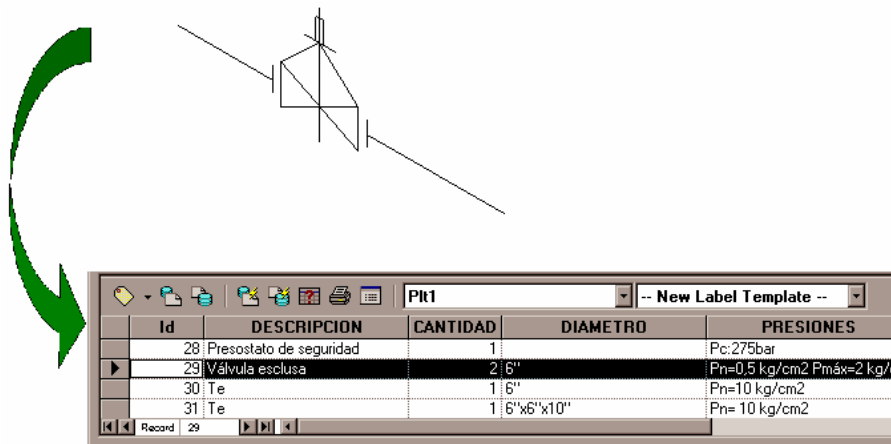 Plt1 -- New Label Template --
Id DESCRIPCION CANTIDAD DIAMETRO PRESIONES
28 Presostato de seguridad 1 Pc:275bar
29 Válvula esclusa 2 6" Pn=0,5 kg/cm2 Pmáx=2 kg/
30 Te 1 6" Pn=10 kg/cm2
31 Te 1 6"x6"x10" Pn= 10 kg/cm2
Record 29